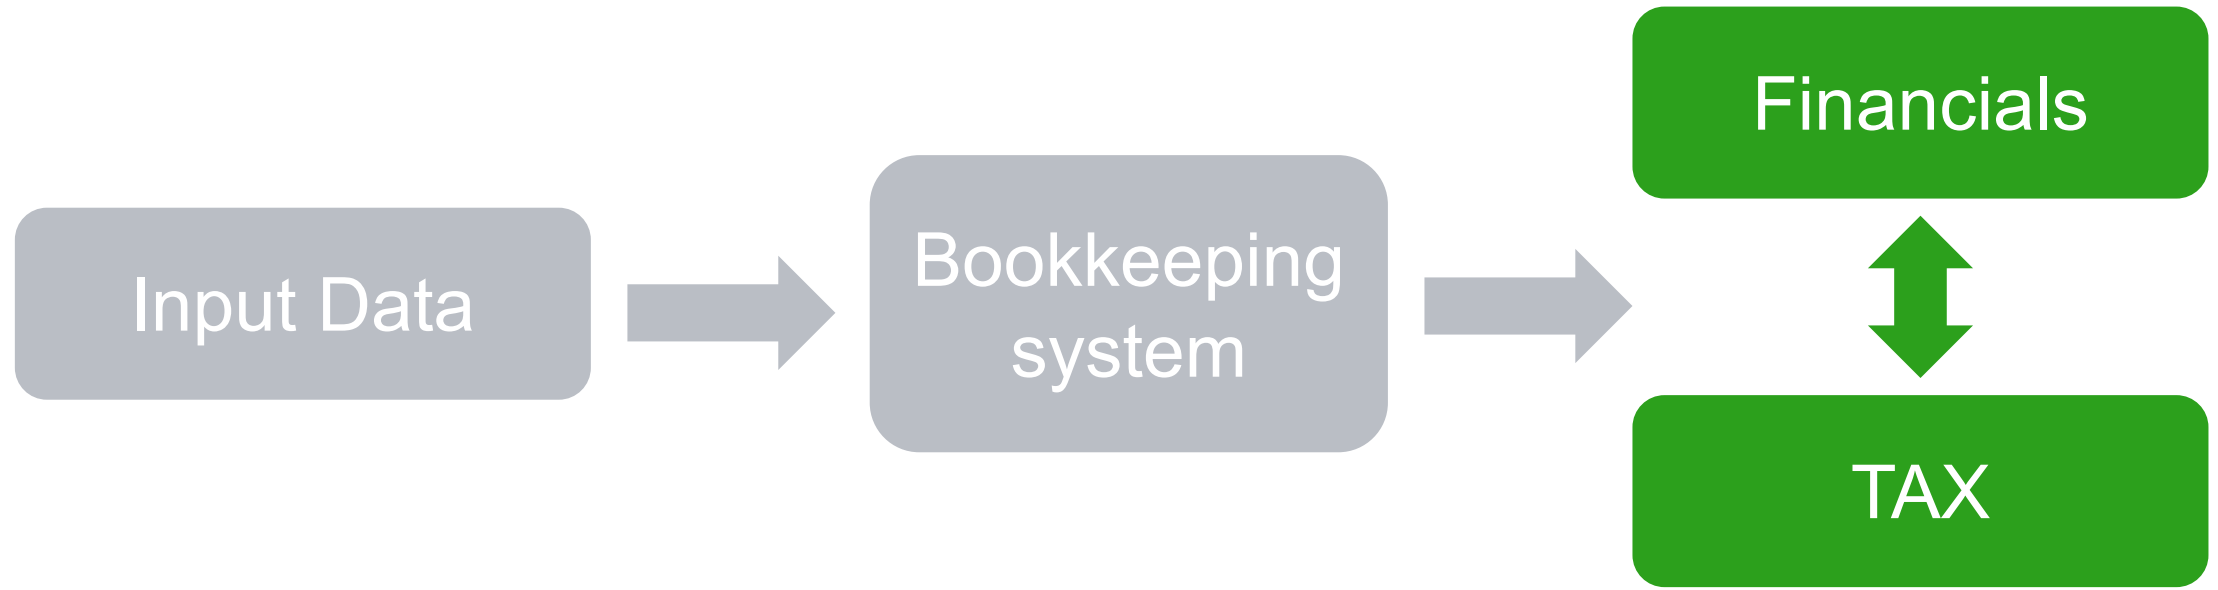 Input Data
Bookkeeping
system
Financials
TAX